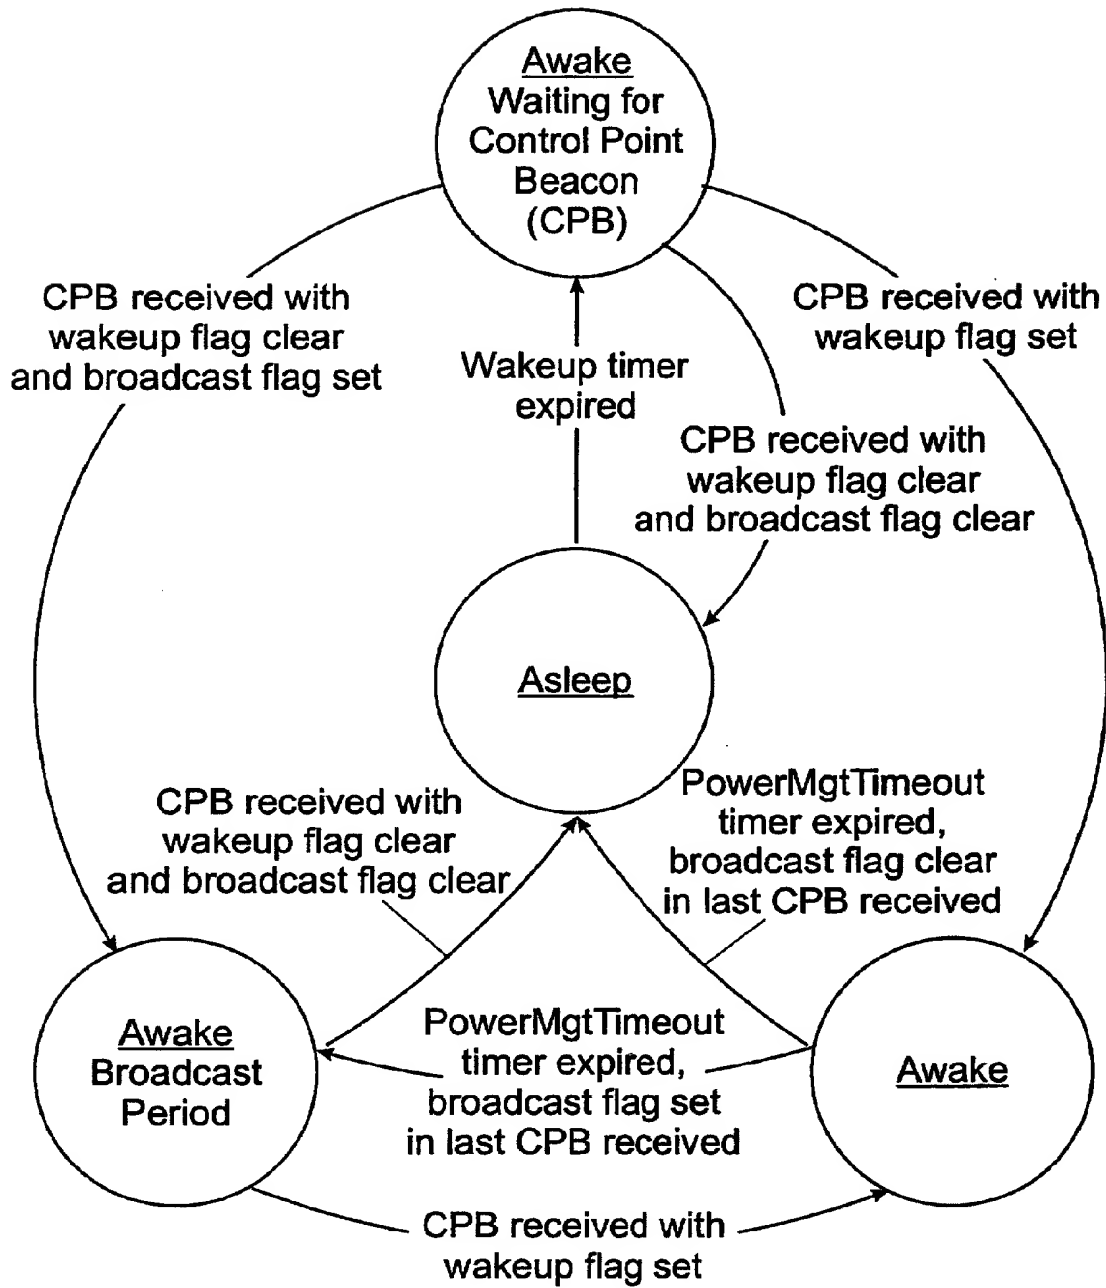 Awake
Waiting for
Control Point
Beacon
(CPB)
CPB received with
wakeup flag clear
and broadcast flag set
Wakeup timer
expired
CPB received with
wakeup flag set
CPB received with
wakeup flag clear
and broadcast flag clear
Asleep
CPB received with
wakeup flag clear
and broadcast flag clear
PowerMgtTimeout
timer expired,
broadcast flag clear
in last CPB received
Awake
Broadcast
Period
PowerMgtTimeout
timer expired,
broadcast flag set
in last CPB received
Awake
CPB received with
wakeup flag set